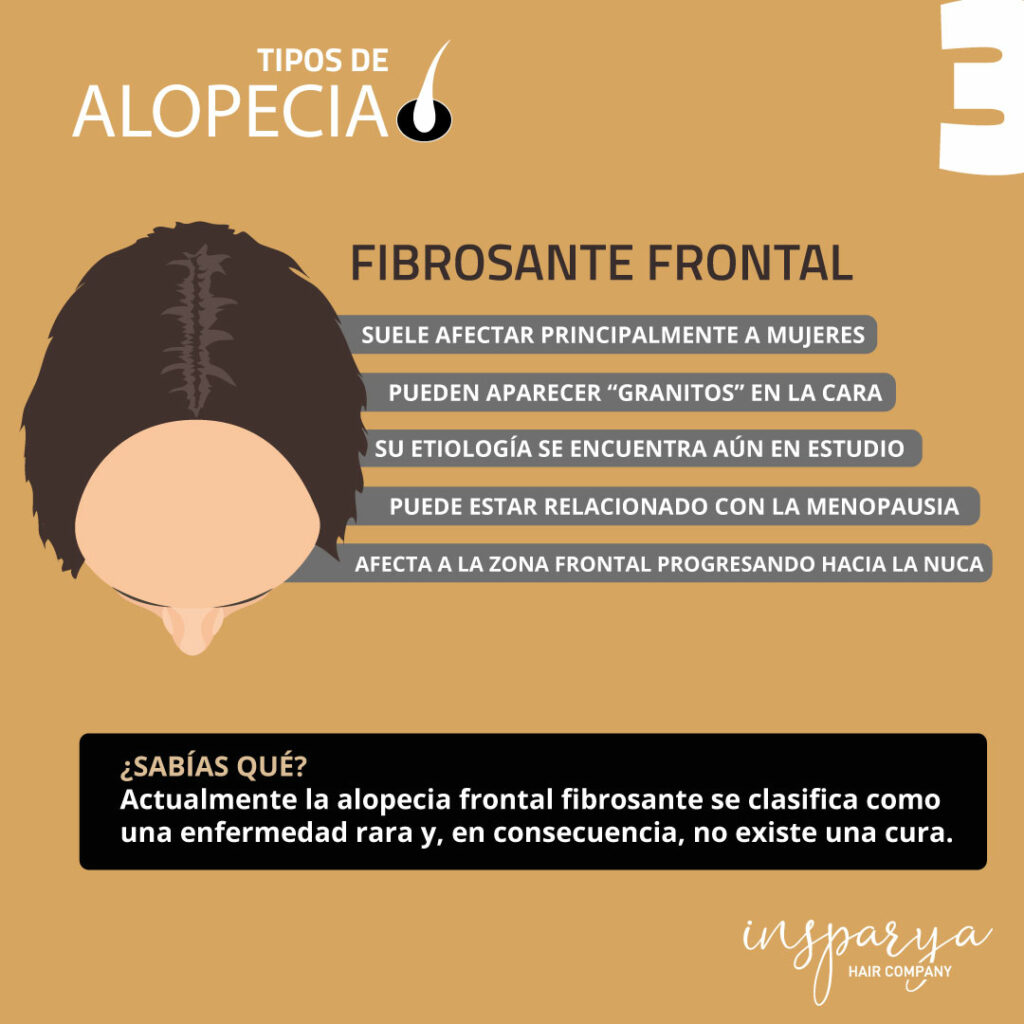 TIPOS DE
ALOPECIA
3
FIBROSANTE FRONTAL
SUELE AFECTAR PRINCIPALMENTE A MUJERES
PUEDEN APARECER “GRANITOS” EN LA CARA
SU ETIOLOGÍA SE ENCUENTRA AÚN EN ESTUDIO
PUEDE ESTAR RELACIONADO CON LA MENOPAUSIA
AFECTA A LA ZONA FRONTAL PROGRESANDO HACIA LA NUCA
¿SABÍAS QUÉ?
Actualmente la alopecia frontal fibrosante se clasifica como
una enfermedad rara y, en consecuencia, no existe una cura.
insparya
HAIR COMPANY